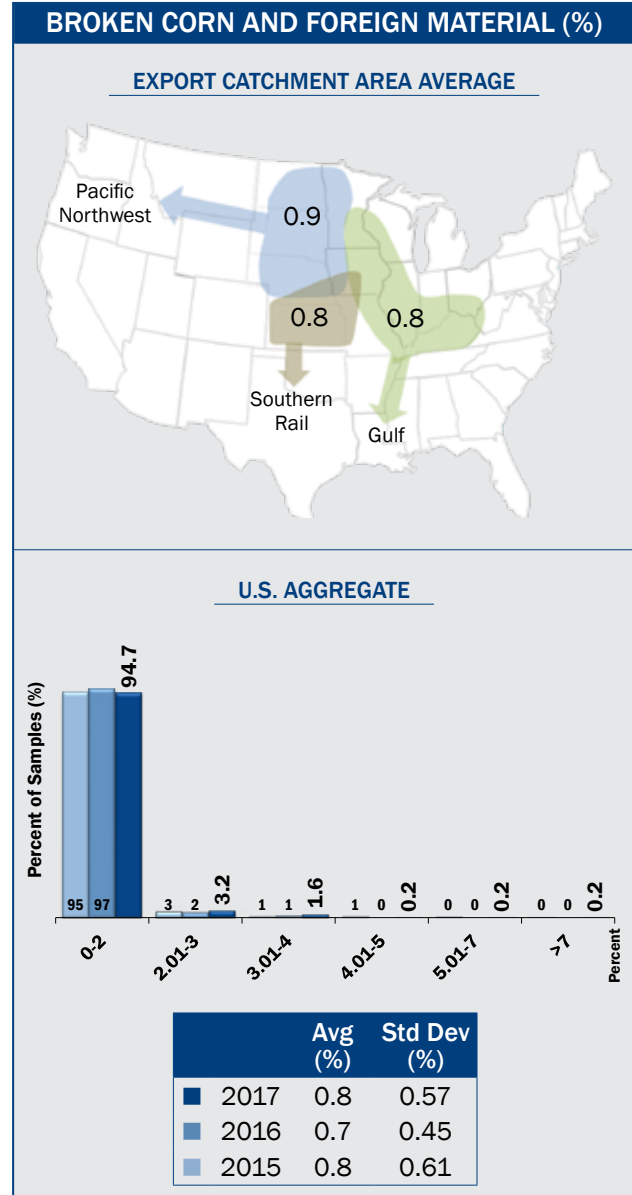 BROKEN CORN AND FOREIGN MATERIAL (%)
EXPORT CATCHMENT AREA AVERAGE
Pacific
Northwest
0.9
0.8
0.8
Southern
Rail
Gulf
U.S. AGGREGATE
Percent of Samples (%)
95 97 94.7
3 2 3.2
1 1 1.6
1 0 0.2
0 0 0.2
0 0 0.2
0-2
2.01-3
3.01-4
4.01-5
5.01-7
>7
Percent
Avg Std Dev
(%) (%)
2017 0.8 0.57
2016 0.7 0.45
2015 0.8 0.61